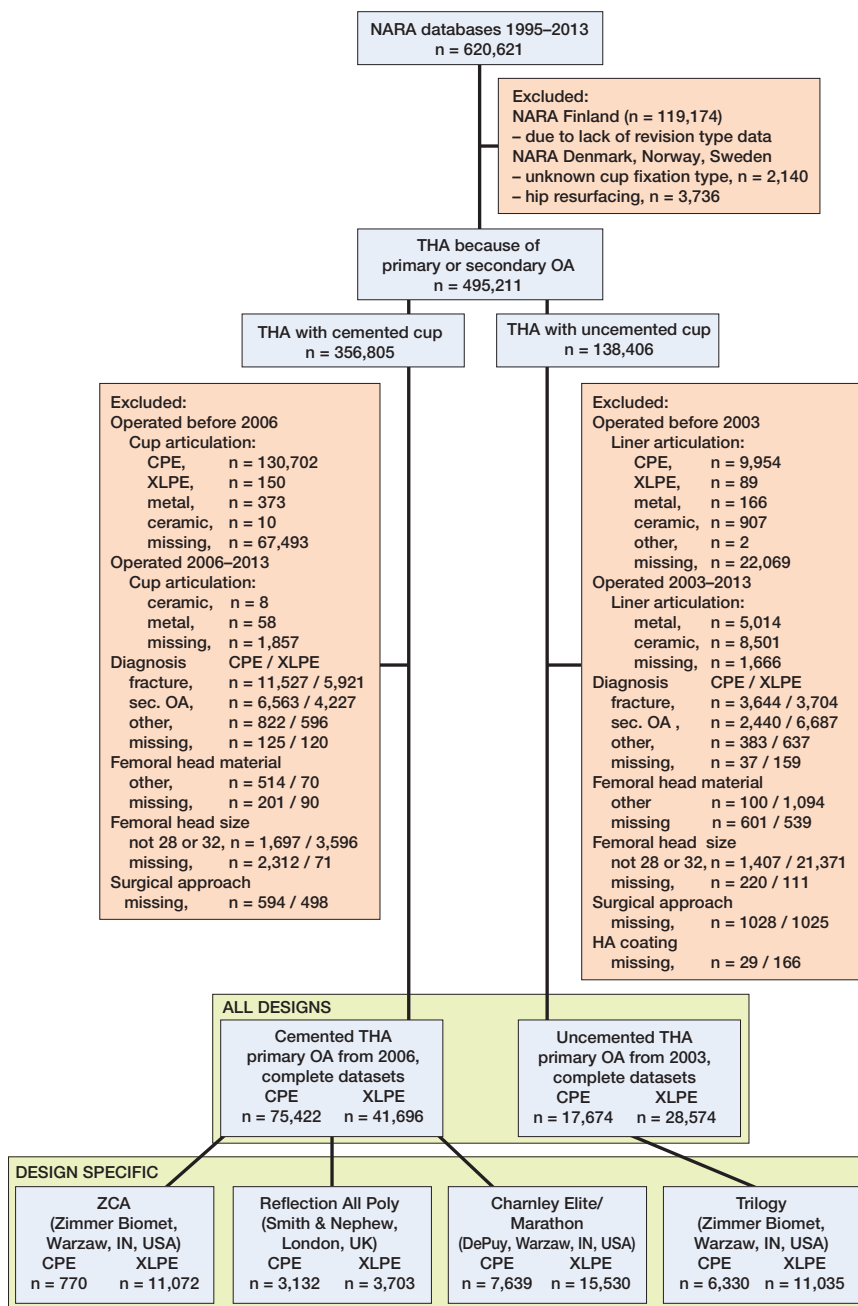 NARA databases 1995–2013
n = 620,621
Excluded:
NARA Finland (n = 119,174)
– due to lack of revision type data
NARA Denmark, Norway, Sweden
– unknown cup fixation type, n = 2,140
– hip resurfacing, n = 3,736
THA because of
primary or secondary OA
n = 495,211
THA with cemented cup
n = 356,805
THA with uncemented cup
n = 138,406
Excluded:
Operated before 2006
Cup articulation:
CPE, n = 130,702
XLPE, n = 150
metal, n = 373
ceramic, n = 10
missing, n = 67,493
Operated 2006–2013
Cup articulation:
ceramic, n = 8
metal, n = 58
missing, n = 1,857
Diagnosis CPE / XLPE
fracture, n = 11,527 / 5,921
sec. OA, n = 6,563 / 4,227
other, n = 822 / 596
missing, n = 125 / 120
Femoral head material
other, n = 514 / 70
missing, n = 201 / 90
Femoral head size
not 28 or 32, n = 1,697 / 3,596
missing, n = 2,312 / 71
Surgical approach
missing, n = 594 / 498
Excluded:
Operated before 2003
Liner articulation:
CPE, n = 9,954
XLPE, n = 89
metal, n = 166
ceramic, n = 907
other, n = 2
missing, n = 22,069
Operated 2003–2013
Liner articulation:
metal, n = 5,014
ceramic, n = 8,501
missing, n = 1,666
Diagnosis CPE / XLPE
fracture, n = 3,644 / 3,704
sec. OA , n = 2,440 / 6,687
other, n = 383 / 637
missing, n = 37 / 159
Femoral head material
other n = 100 / 1,094
missing n = 601 / 539
Femoral head size
not 28 or 32, n = 1,407 / 21,371
missing, n = 220 / 111
Surgical approach
missing, n = 1028 / 1025
HA coating
missing, n = 29 / 166
ALL DESIGNS
Cemented THA
primary OA from 2006,
complete datasets
CPE XLPE
n = 75,422 n = 41,696
Uncemented THA
primary OA from 2003,
complete datasets
CPE XLPE
n = 17,674 n = 28,574
DESIGN SPECIFIC
ZCA
(Zimmer Biomet,
Warzaw, IN, USA)
CPE XLPE
n = 770 n = 11,072
Reflection All Poly
(Smith & Nephew,
London, UK)
CPE XLPE
n = 3,132 n = 3,703
Charnley Elite/
Marathon
(DePuy, Warzaw, IN, USA)
CPE XLPE
n = 7,639 n = 15,530
Trilogy
(Zimmer Biomet,
Warzaw, IN, USA)
CPE XLPE
n = 6,330 n = 11,035